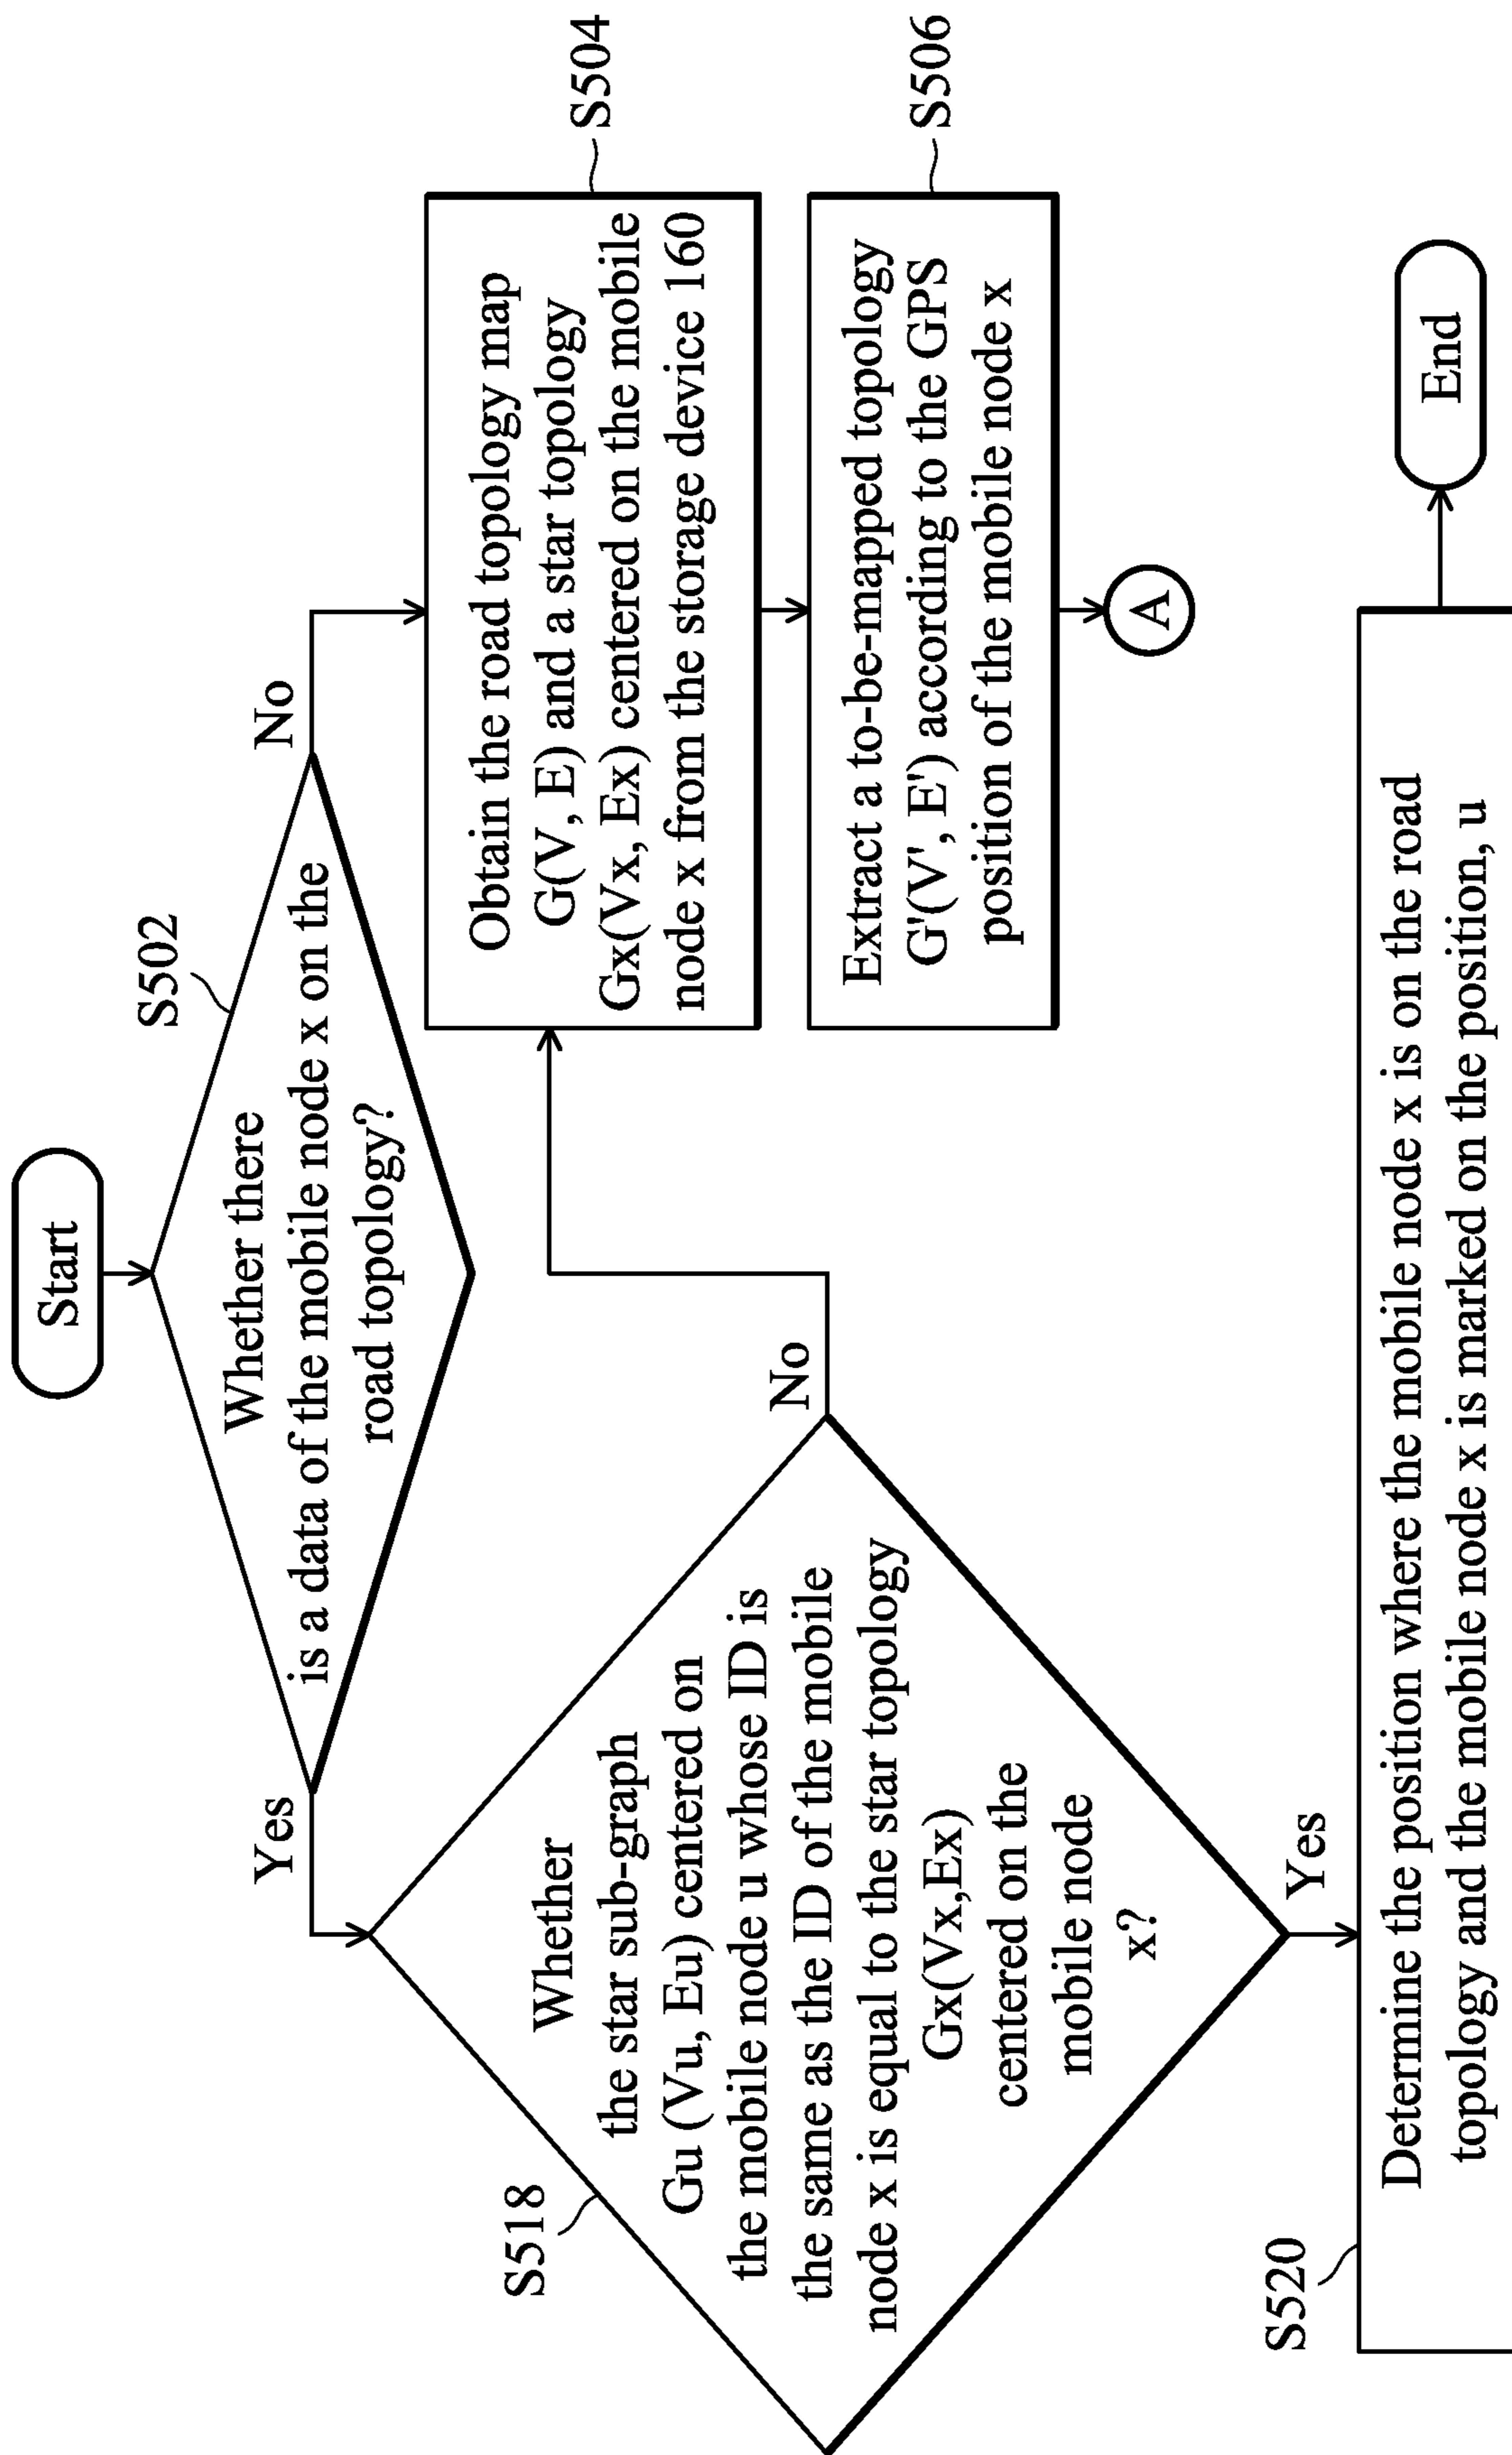 Start
S502
Whether there
is a data of the mobile node x on the
road topology?
Yes
No
S518
Whether
the star sub-graph
Gu (Vu, Eu) centered on
the mobile node u whose ID is
the same as the ID of the mobile
node x is equal to the star topology
Gx(Vx,Ex)
centered on the
mobile node
x?
No
Yes
S504
Obtain the road topology map
G(V, E) and a star topology
Gx(Vx, Ex) centered on the mobile
node x from the storage device 160
S506
Extract a to-be-mapped topology
G'(V', E') according to the GPS
position of the mobile node x
A
S520
Determine the position where the mobile node x is on the road
topology and the mobile node x is marked on the position, u
End